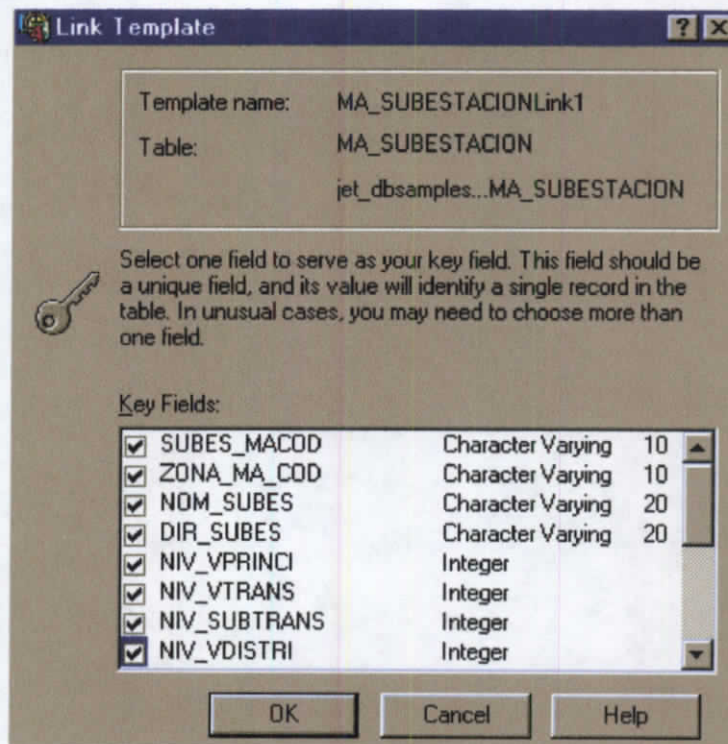 Link Template
Template name: MA_SUBESTACIONLink1
Table: MA_SUBESTACION
jet_dbsamples...MA_SUBESTACION
Select one field to serve as your key field. This field should be
a unique field, and its value will identify a single record in the
table. In unusual cases, you may need to choose more than
one field.
Key Fields:
SUBES_MACOD Character Varying 10
ZONA_MA_COD Character Varying 10
NOM_SUBES Character Varying 20
DIR_SUBES Character Varying 20
NIV_VPRINCI Integer
NIV_VTRANS Integer
NIV_SUBTRANS Integer
NIV_VDISTRI Integer
OK Cancel Help